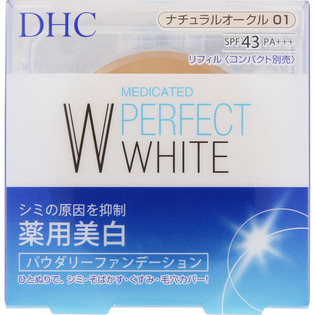 DHC
ナチュラルオークル 01
SPF43 PA+++
リフィル〈コンパクト別売〉
MEDICATED
W PERFECT
WHITE
シミの原因を抑制
薬用美白
パウダリーファンデーション
ひとぬりで、シミ・そばかす・くすみ・毛穴カバー!